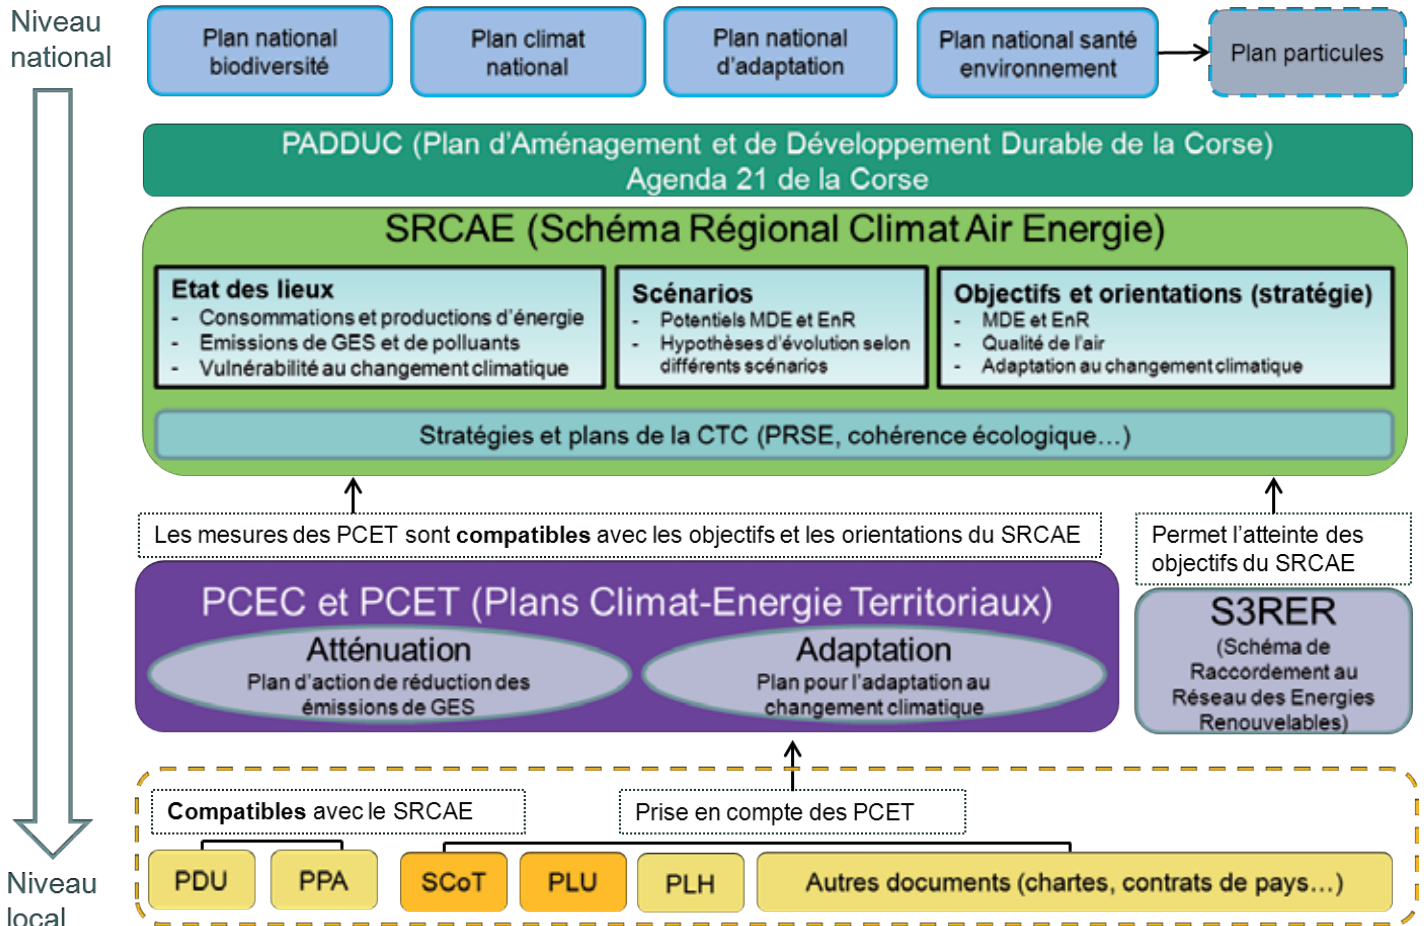 Niveau
national
Plan national
biodiversité
Plan climat
national
Plan national
d'adaptation
Plan national santé
environnement
Plan particules
PADDUC (Plan d'Aménagement et de Développement Durable de la Corse)
Agenda 21 de la Corse
SRCAE (Schéma Régional Climat Air Energie)
Etat des lieux
- Consommations et productions d'énergie
- Emissions de GES et de polluants
- Vulnérabilité au changement climatique
Scénarios
- Potentiels MDE et EnR
- Hypothèses d'évolution selon
différents scénarios
Objectifs et orientations (stratégie)
- MDE et EnR
- Qualité de l'air
- Adaptation au changement climatique
Stratégies et plans de la CTC (PRSE, cohérence écologique…)
Les mesures des PCET sont compatibles avec les objectifs et les orientations du SRCAE
Permet l'atteinte des
objectifs du SRCAE
PCEC et PCET (Plans Climat-Energie Territoriaux)
Atténuation
Plan d'action de réduction des
émissions de GES
Adaptation
Plan pour l'adaptation au
changement climatique
S3RER
(Schéma de
Raccordement au
Réseau des Energies
Renouvelables)
Compatibles avec le SRCAE
Prise en compte des PCET
PDU
PPA
SCoT
PLU
PLH
Autres documents (chartes, contrats de pays…)
Niveau
local